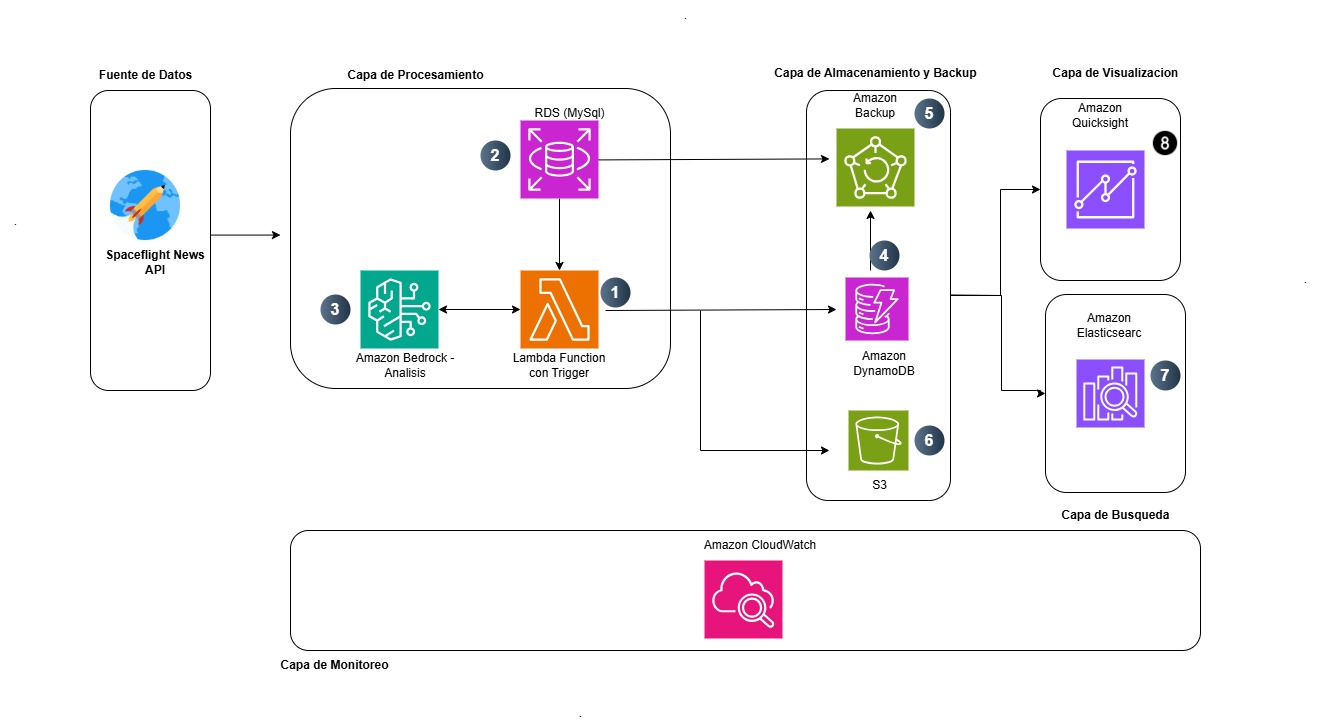 Fuente de Datos
Capa de Procesamiento
Capa de Almacenamiento y Backup
Capa de Visualizacion
Spaceflight News
API
RDS (MySql)
2
3
Amazon Bedrock -
Analisis
1
Lambda Function
con Trigger
Amazon
Backup
5
4
Amazon
DynamoDB
6
S3
Amazon
Quicksight
8
Amazon
Elasticsearc
7
Capa de Busqueda
Amazon CloudWatch
Capa de Monitoreo